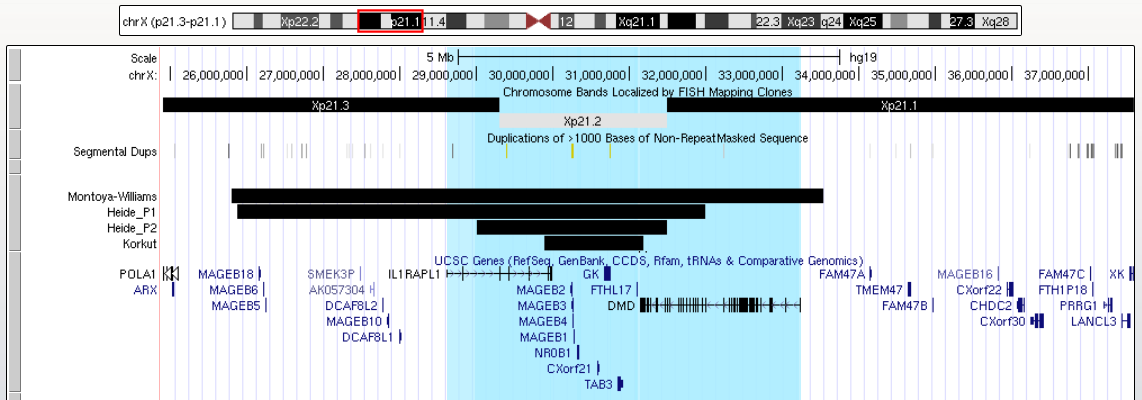 chrX (p21.3-p21.1) Xp22.2 p21.1 11.4 12 Xq21.1 22.3 Xq23 q24 Xq25 27.3 Xq28
Scale 5 Mb hg19
chrX: 26,000,000 27,000,000 28,000,000 29,000,000 30,000,000 31,000,000 32,000,000 33,000,000 34,000,000 35,000,000 36,000,000 37,000,000
Chromosome Bands Localized by FISH Mapping Clones
Xp21.3 Xp21.1
Xp21.2
Duplications of >1000 Bases of Non-RepeatMasked Sequence
Segmental Dups
Montoya-Williams
Heide_P1
Heide_P2
Korkut
UCSC Genes (RefSeq, GenBank, CCDS, Rfam, tRNAs & Comparative Genomics)
POLA1 MAGEB18 SMEK3P IL1RAPL1 GK FAM47A MAGEB16 FAM47C XK
ARX MAGEB6 AK057304 MAGEB2 FTHL17 TMEM47 CXorf22 FTH1P18
MAGEB5 DCAF8L2 MAGEB3 DMD FAM47B CHDC2 PRRG1
MAGEB10 MAGEB4 CXorf30 LANCL3
DCAF8L1 MAGEB1
NR0B1
CXorf21
TAB3